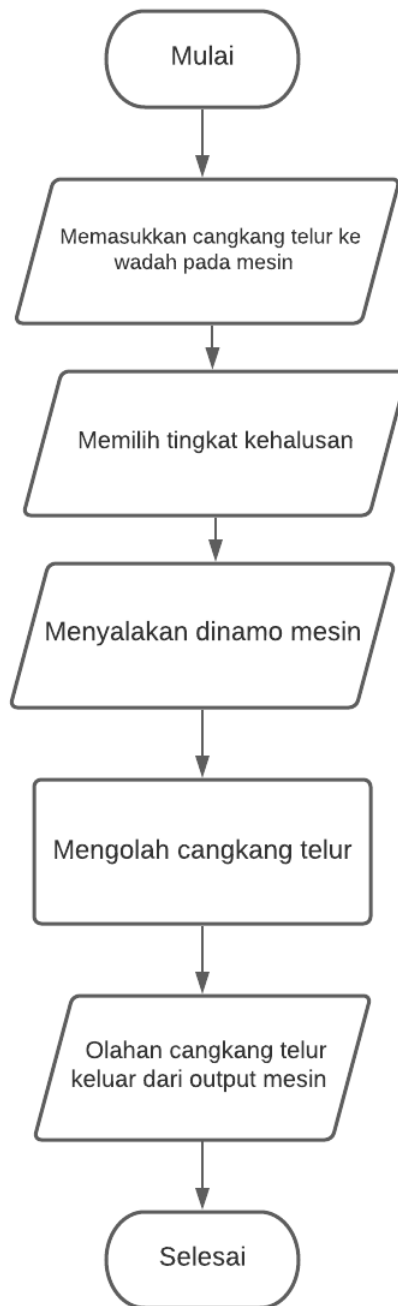 Mulai
Memasukkan cangkang telur ke
wadah pada mesin
Memilih tingkat kehalusan
Menyalakan dinamo mesin
Mengolah cangkang telur
Olahan cangkang telur
keluar dari output mesin
Selesai